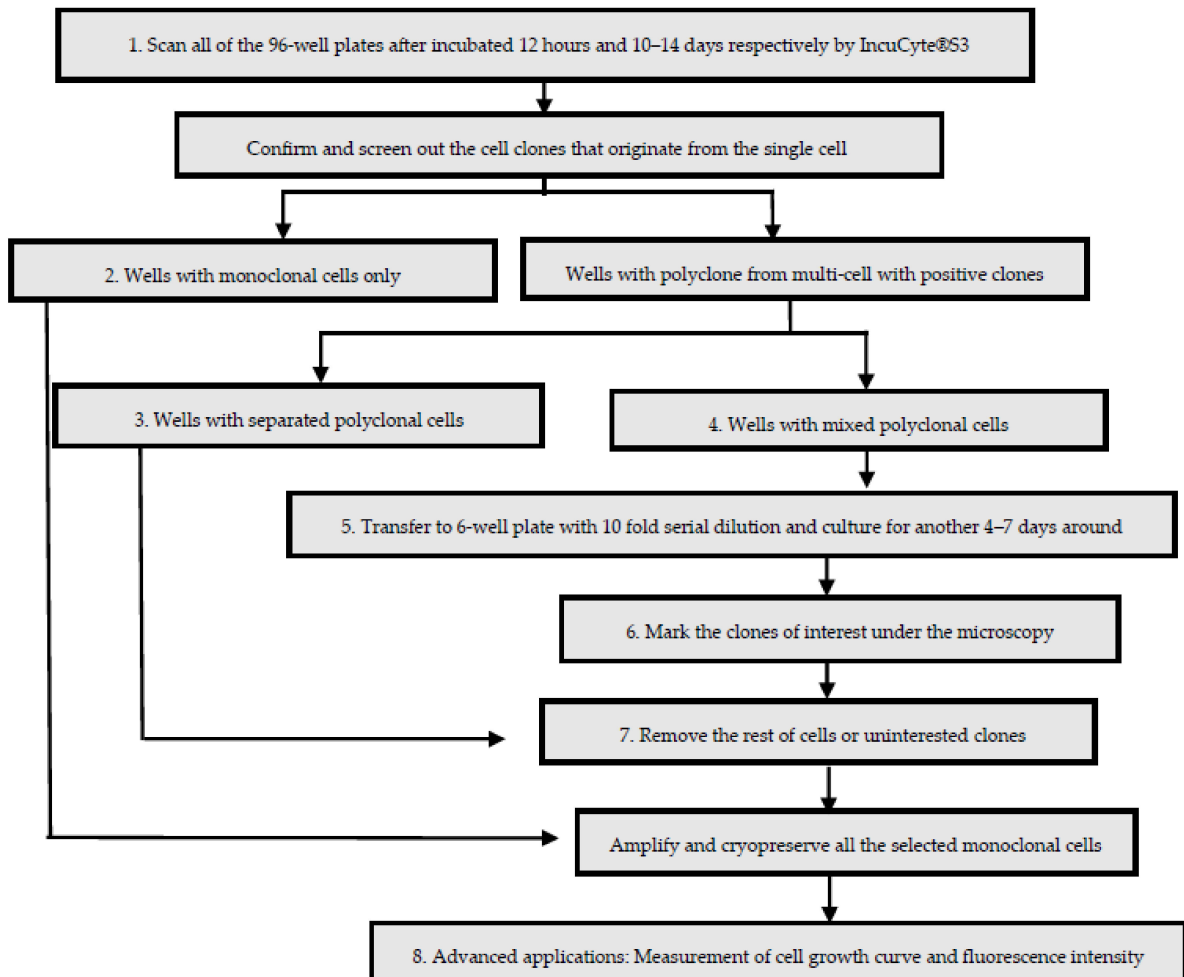 1. Scan all of the 96-well plates after incubated 12 hours and 10–14 days respectively by IncuCyte®S3
Confirm and screen out the cell clones that originate from the single cell
2. Wells with monoclonal cells only
Wells with polyclone from multi-cell with positive clones
3. Wells with separated polyclonal cells
4. Wells with mixed polyclonal cells
5. Transfer to 6-well plate with 10 fold serial dilution and culture for another 4–7 days around
6. Mark the clones of interest under the microscopy
7. Remove the rest of cells or uninterested clones
Amplify and cryopreserve all the selected monoclonal cells
8. Advanced applications: Measurement of cell growth curve and fluorescence intensity